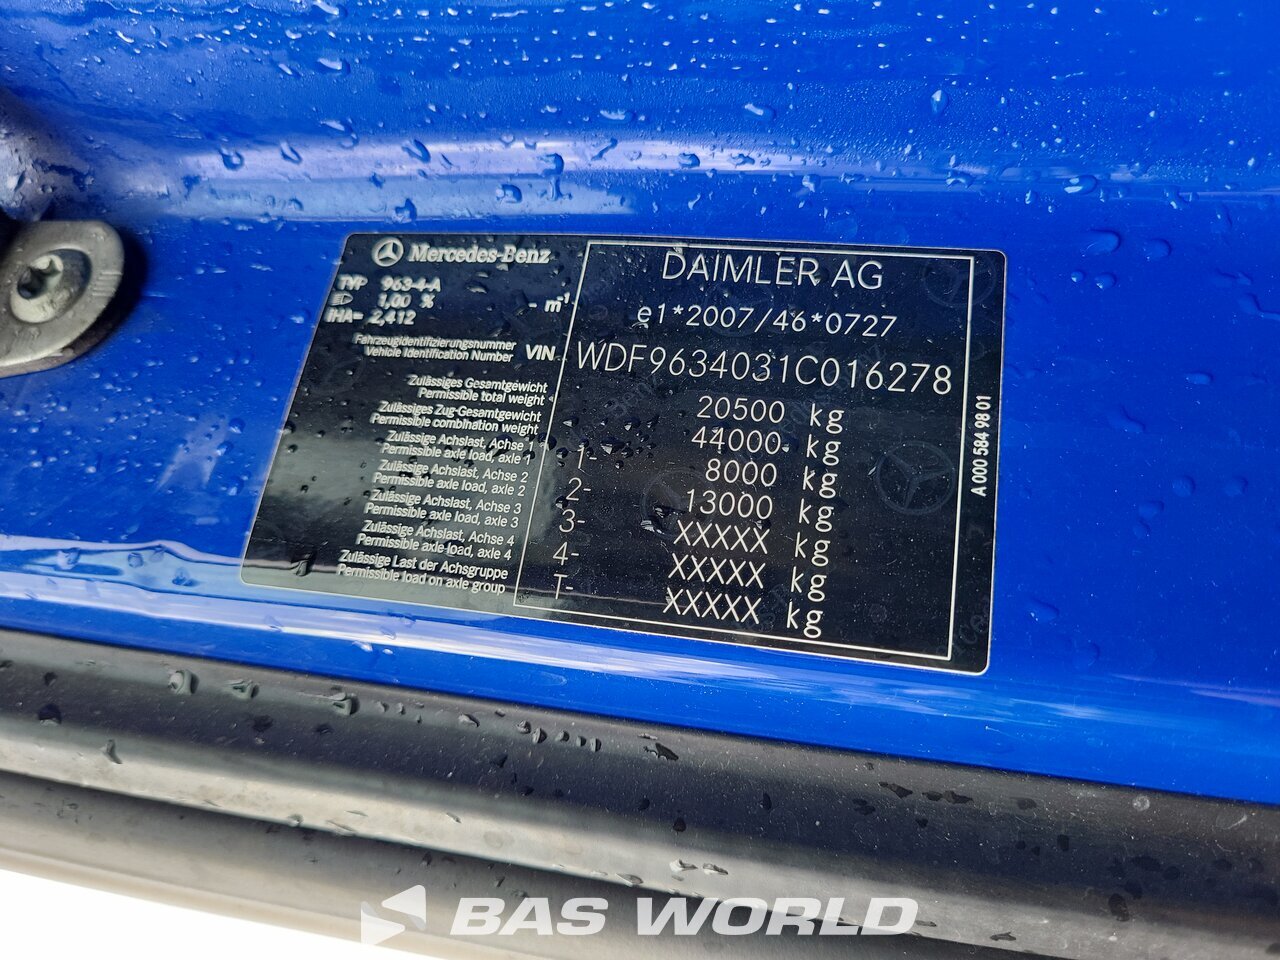 Mercedes-Benz
TYP 963-4-A
1,00 % - m⁻¹
IHA= 2,412
DAIMLER AG
e1*2007/46*0727
Fahrzeugidentifizierungsnummer
Vehicle Identification Number VIN WDF9634031C016278
Zulässiges Gesamtgewicht
Permissible total weight 20500 kg
Zulässiges Zug-Gesamtgewicht
Permissible combination weight 44000 kg
Zulässige Achslast, Achse 1
Permissible axle load, axle 1 1- 8000 kg
Zulässige Achslast, Achse 2
Permissible axle load, axle 2 2- 13000 kg
Zulässige Achslast, Achse 3
Permissible axle load, axle 3 3- XXXXX kg
Zulässige Achslast, Achse 4
Permissible axle load, axle 4 4- XXXXX kg
Zulässige Last der Achsgruppe
Permissible load on axle group T- XXXXX kg
A 000 584 98 01
BAS WORLD